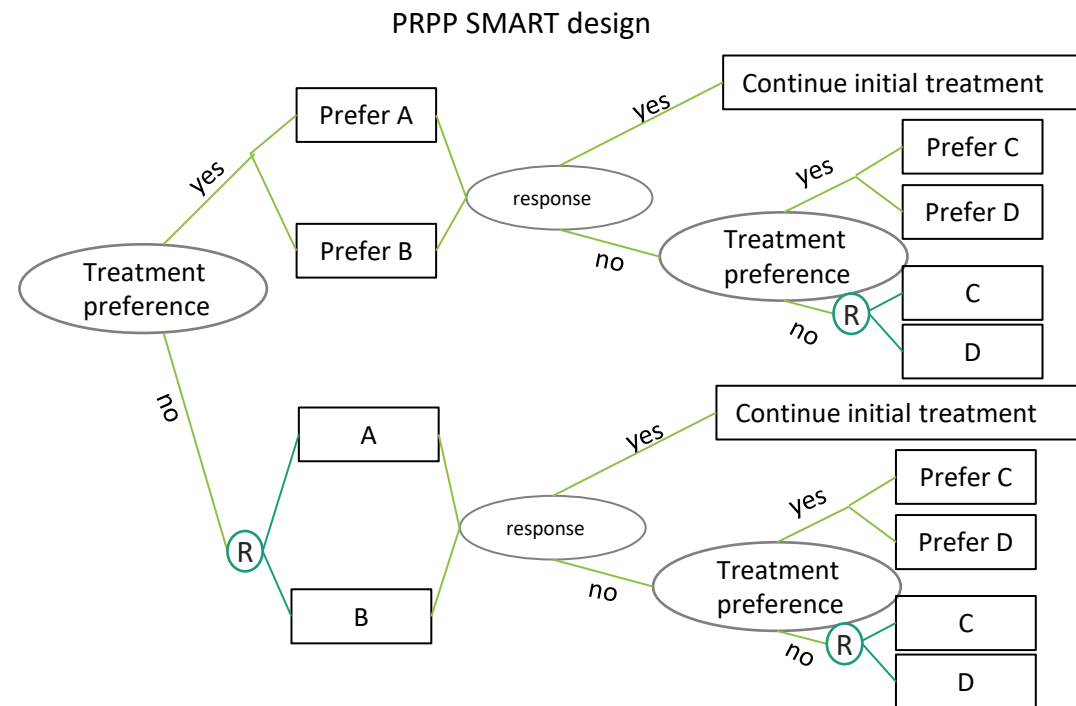 PRPP SMART design
Continue initial treatment
yes
Prefer A
Prefer C
yes
yes
response
Prefer D
Prefer B
Treatment
preference
no
Treatment
preference
C
R
no
D
no
Continue initial treatment
A
yes
Prefer C
yes
response
Prefer D
R
Treatment
preference
no
B
C
R
no
D